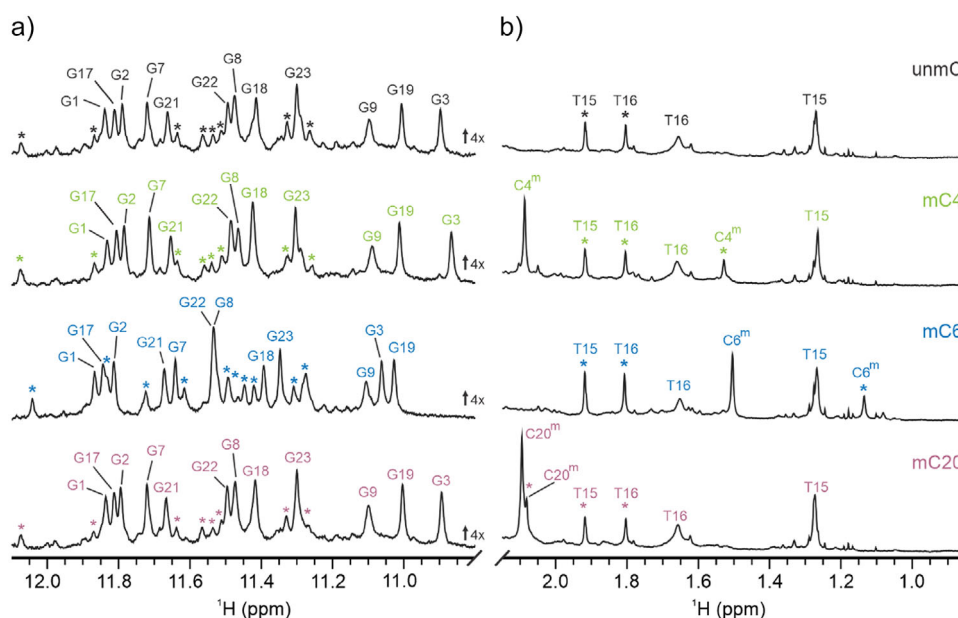 a)
b)
G8
G7
G23
G17
G2
G1
G21
G22
G18
G19
G9
G3
*
*
*
*
*
*
*
*
4x
unmC
T15
T16
*
*
T16
T15
G8
G7
G17
G2
G22
G18
G23
G1
G21
G19
G3
G9
*
*
*
*
*
*
*
*
4x
mC4
C4m
T15
T16
C4m
*
*
*
T16
T15
G22
G8
G17
G2
G21
G7
G23
G1
G18
G3
G19
G9
*
*
*
*
*
*
*
*
*
*
4x
mC6
T15
T16
C6m
T15
C6m
*
*
*
T16
G8
G7
G17
G2
G22
G18
G23
G1
G21
G19
G3
G9
*
*
*
*
*
*
*
*
4x
mC20
C20m
*
C20m
T15
T16
*
*
T16
T15
12.0
11.8
11.6
11.4
11.2
11.0
2.0
1.8
1.6
1.4
1.2
1.0
1H (ppm)
1H (ppm)